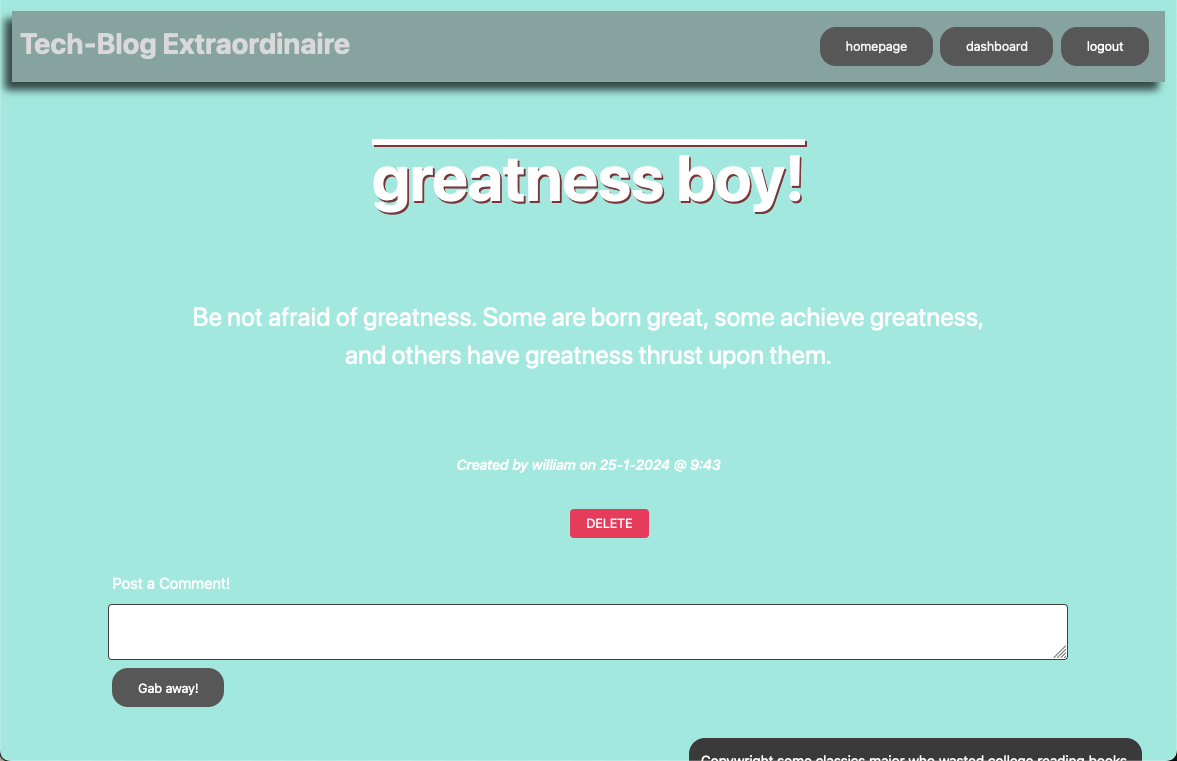 Tech-Blog Extraordinaire
homepage
dashboard
logout
greatness boy!
Be not afraid of greatness. Some are born great, some achieve greatness,
and others have greatness thrust upon them.
Created by william on 25-1-2024 @ 9:43
DELETE
Post a Comment!
Gab away!
Copywright some classics major who wasted college reading books